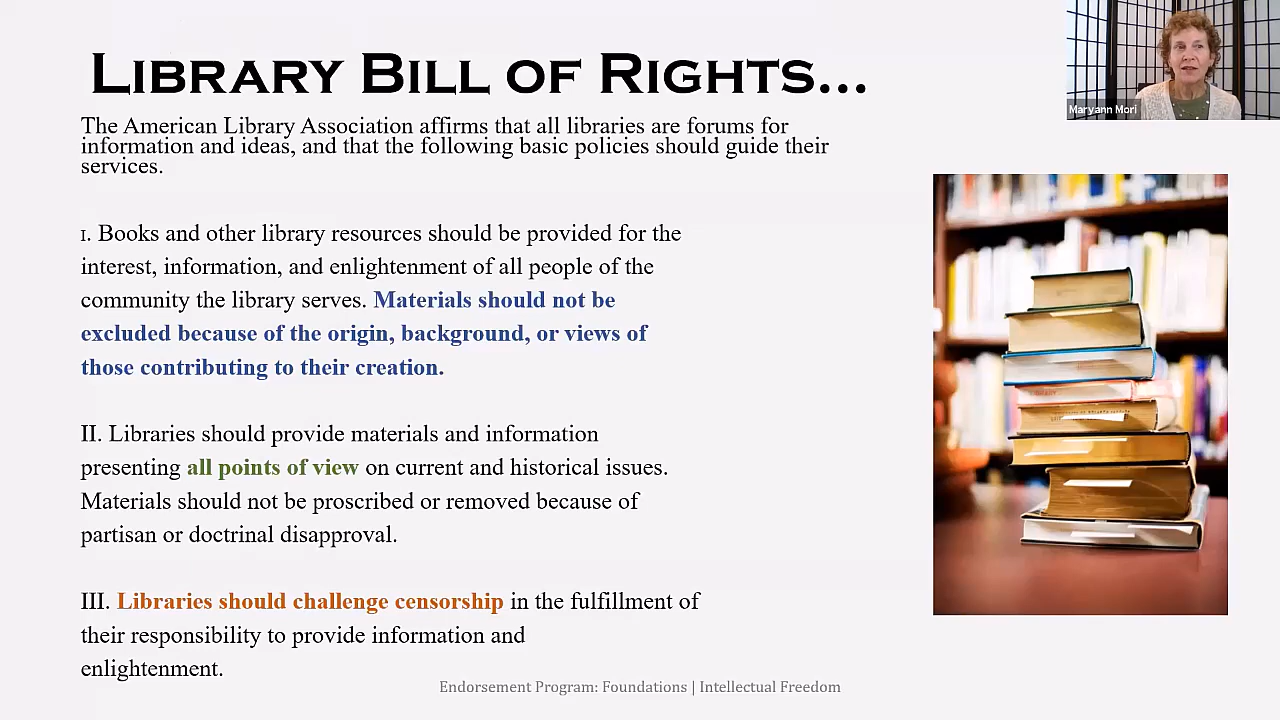 LIBRARY BILL OF RIGHTS...
Maryann Mori
The American Library Association affirms that all libraries are forums for
information and ideas, and that the following basic policies should guide their
services.
I. Books and other library resources should be provided for the
interest, information, and enlightenment of all people of the
community the library serves. Materials should not be
excluded because of the origin, background, or views of
those contributing to their creation.
II. Libraries should provide materials and information
presenting all points of view on current and historical issues.
Materials should not be proscribed or removed because of
partisan or doctrinal disapproval.
III. Libraries should challenge censorship in the fulfillment of
their responsibility to provide information and
enlightenment.
Endorsement Program: Foundations | Intellectual Freedom